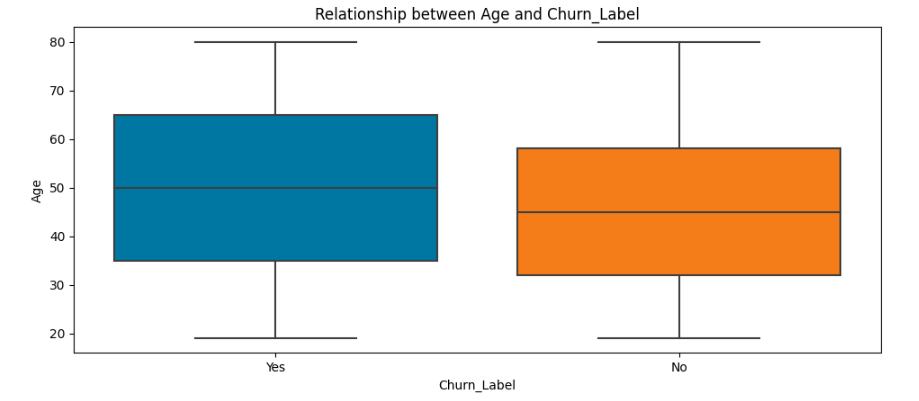 Relationship between Age and Churn_Label
80
70
60
50
40
30
20
Age
Yes No
Churn_Label